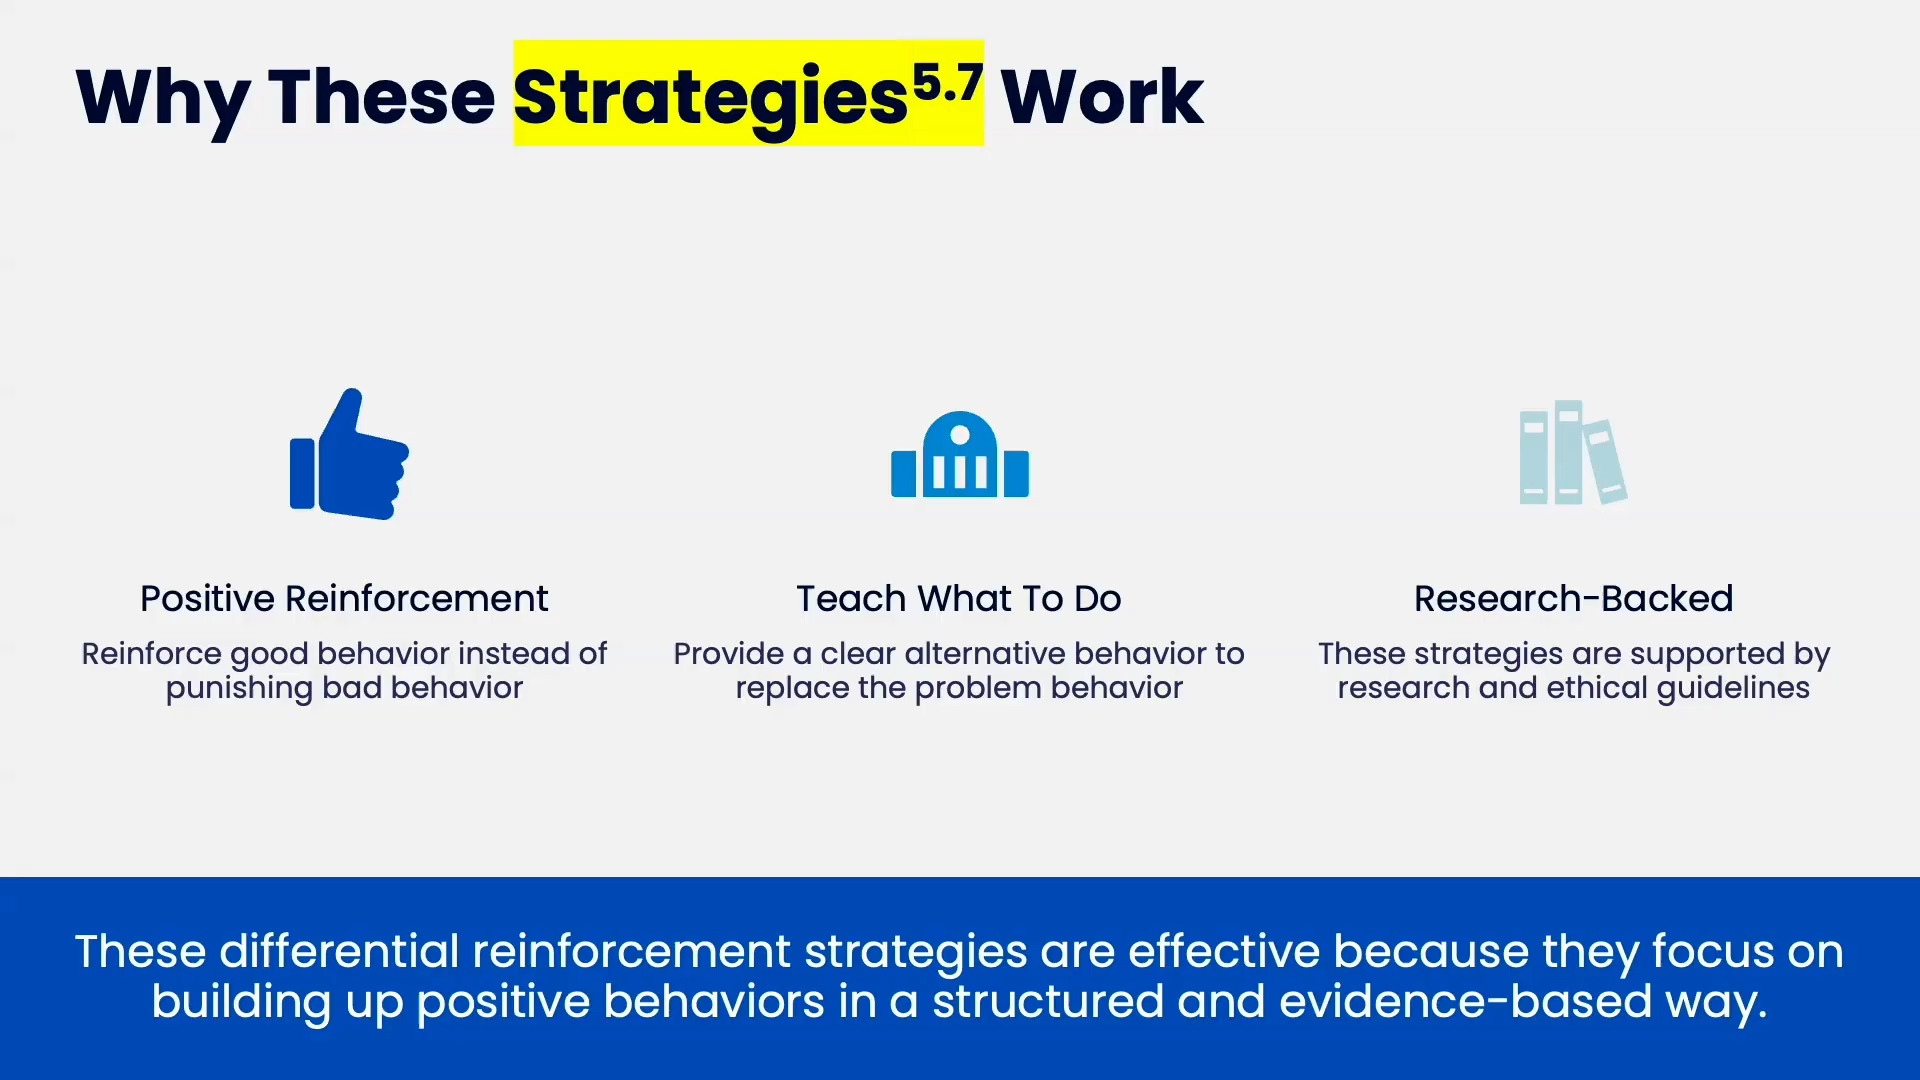 Why These Strategies5.7 Work
Positive Reinforcement
Reinforce good behavior instead of
punishing bad behavior
Teach What To Do
Provide a clear alternative behavior to
replace the problem behavior
Research-Backed
These strategies are supported by
research and ethical guidelines
These differential reinforcement strategies are effective because they focus on
building up positive behaviors in a structured and evidence-based way.